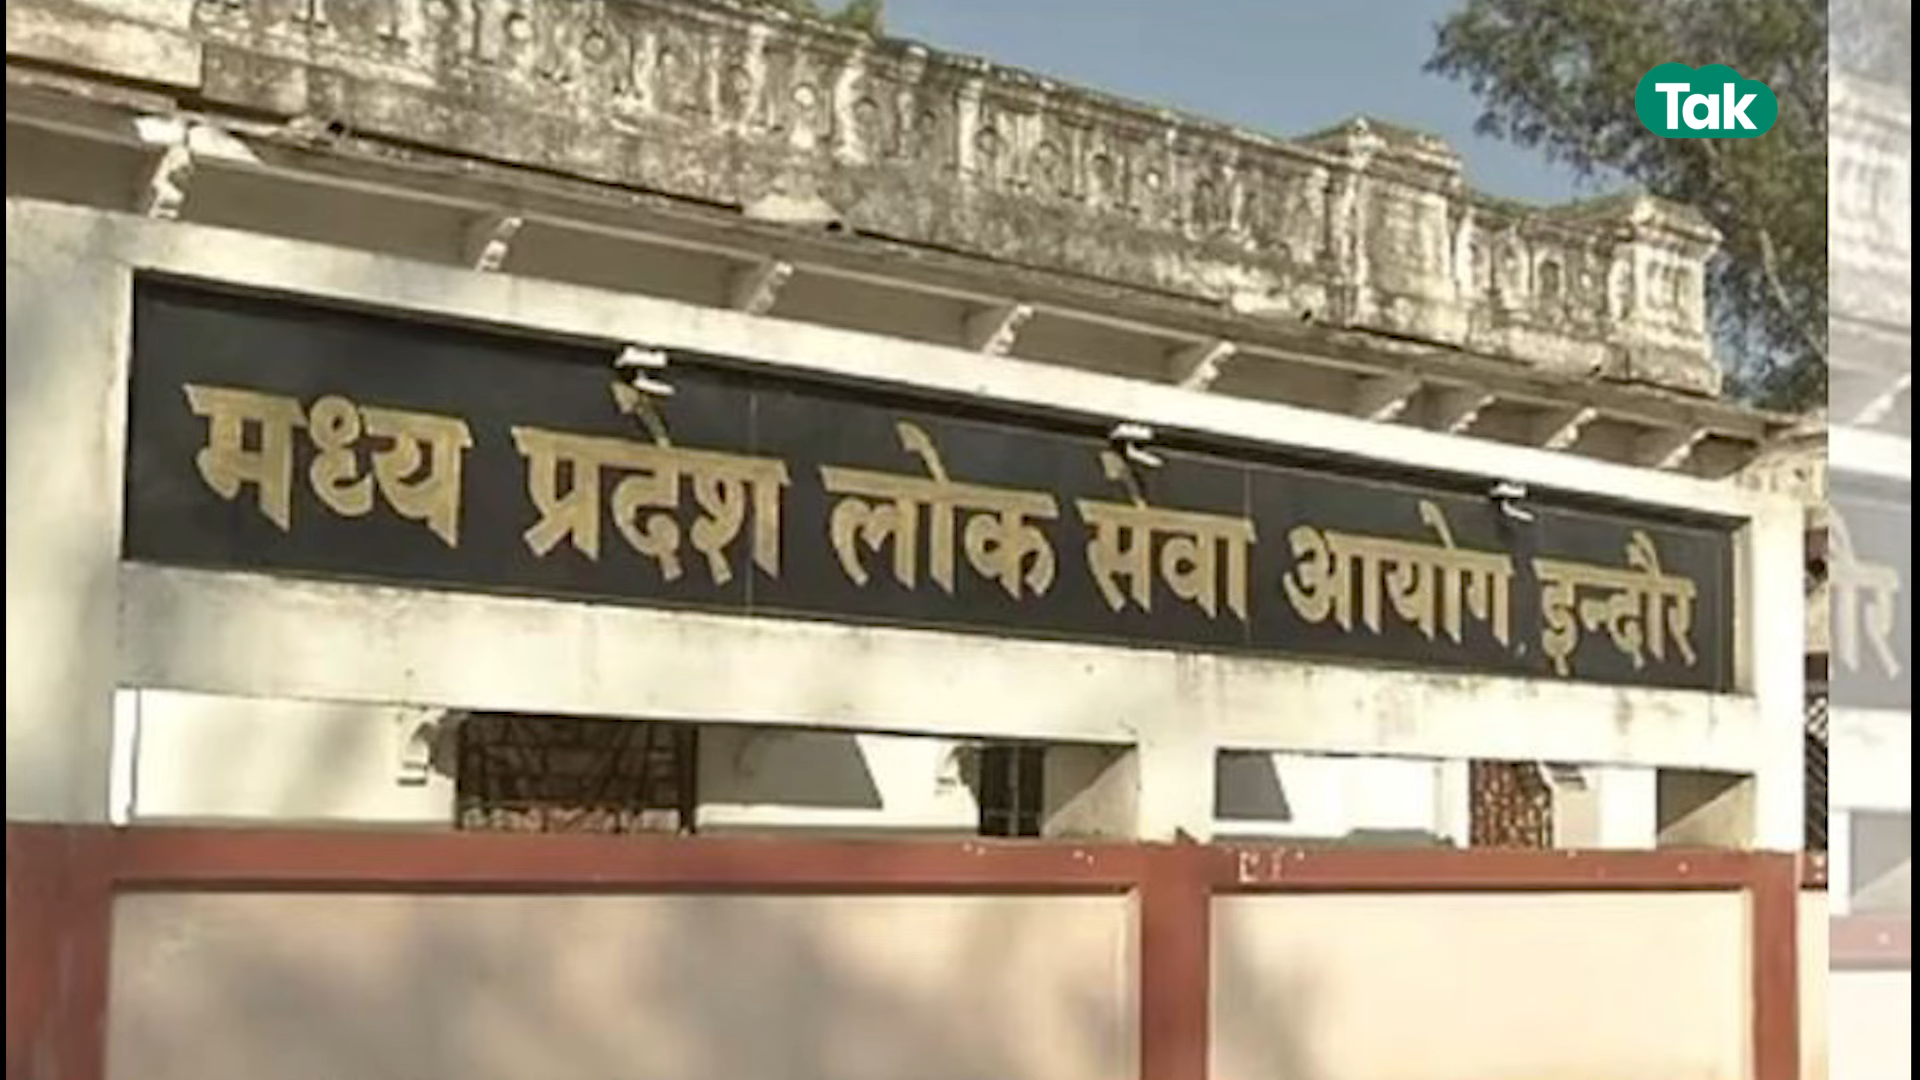 Tak
मध्य प्रदेश लोक सेवा आयोग इन्दौर